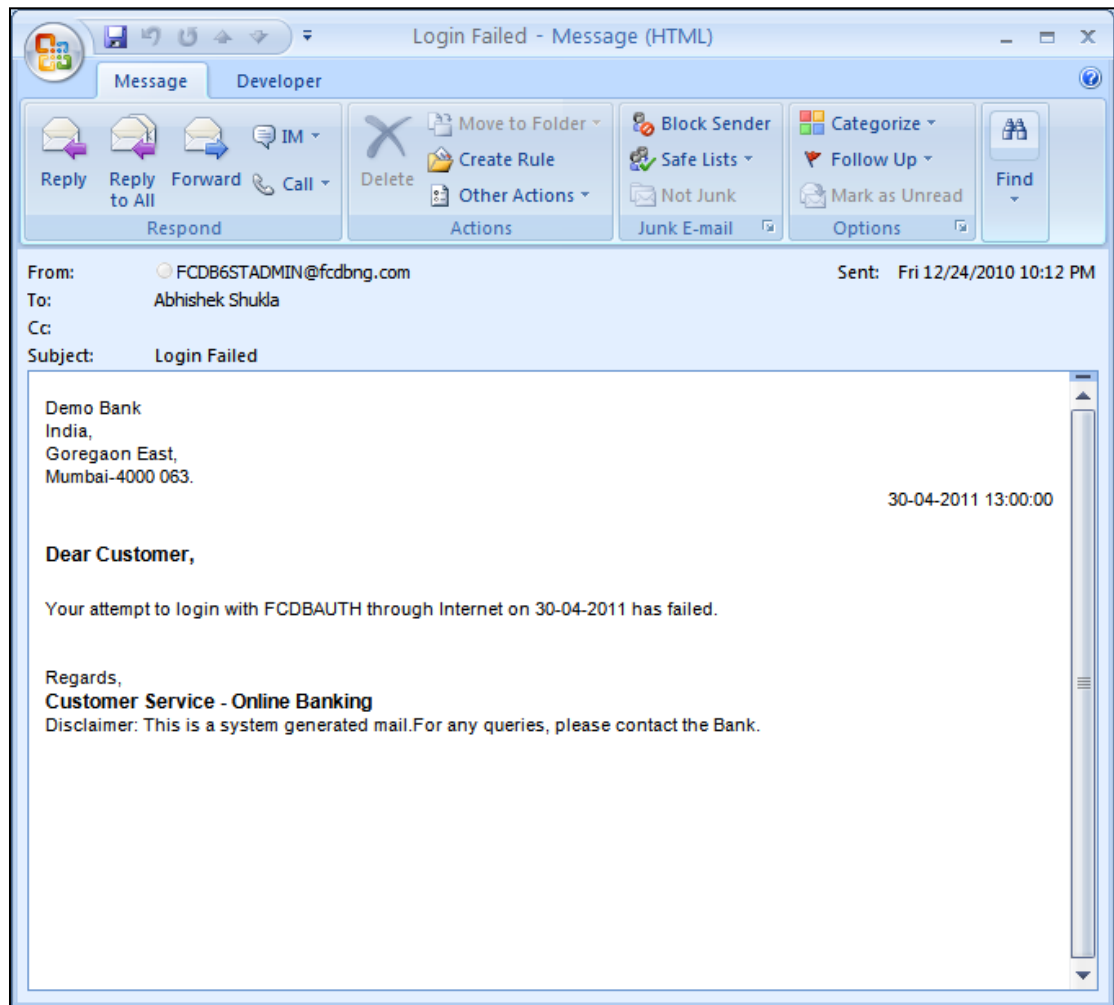 Login Failed - Message (HTML)
Message Developer
Reply
Reply to All
Forward
IM
Call
Respond
Delete
Move to Folder
Create Rule
Other Actions
Actions
Block Sender
Safe Lists
Not Junk
Junk E-mail
Categorize
Follow Up
Mark as Unread
Options
Find
From: FCDB6STADMIN@fcdbng.com Sent: Fri 12/24/2010 10:12 PM
To: Abhishek Shukla
Cc:
Subject: Login Failed
Demo Bank
India,
Goregaon East,
Mumbai-4000 063.
30-04-2011 13:00:00
Dear Customer,
Your attempt to login with FCDBAUTH through Internet on 30-04-2011 has failed.
Regards,
Customer Service - Online Banking
Disclaimer: This is a system generated mail.For any queries, please contact the Bank.